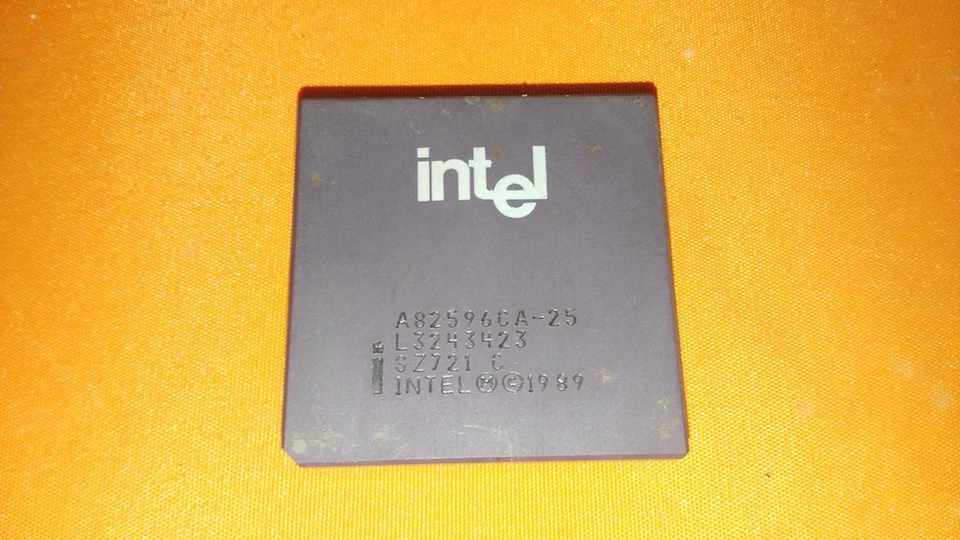 intel
A82596CA-25
L3243423
SZ721 C
INTEL Ⓜ ©1989